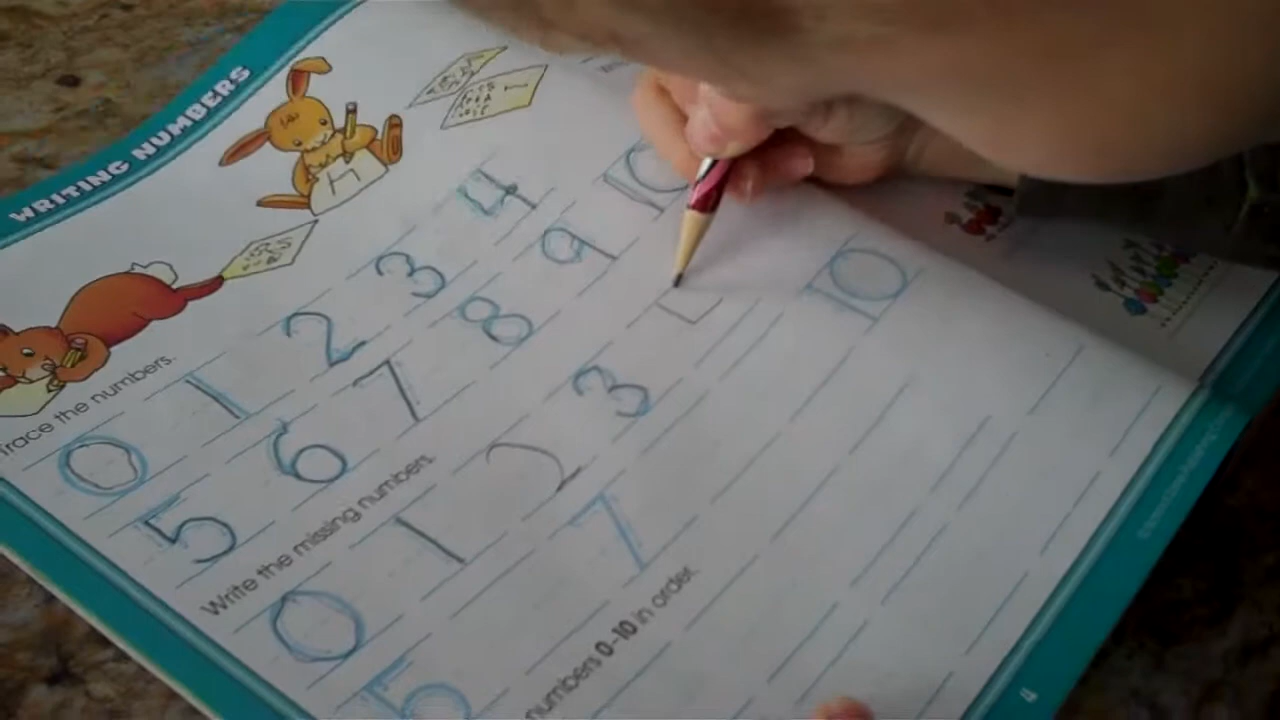 WRITING NUMBERS
Trace the numbers.
0 1 2 3 4
5 6 7 8 9 10
Write the missing numbers.
0 1 2 3
5 7 10
numbers 0-10 in order.
4